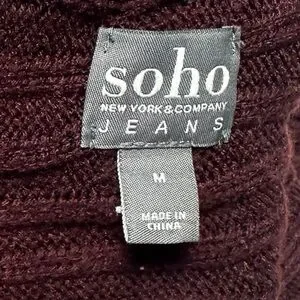 soho
NEW YORK & COMPANY
JEANS
M
MADE IN
CHINA